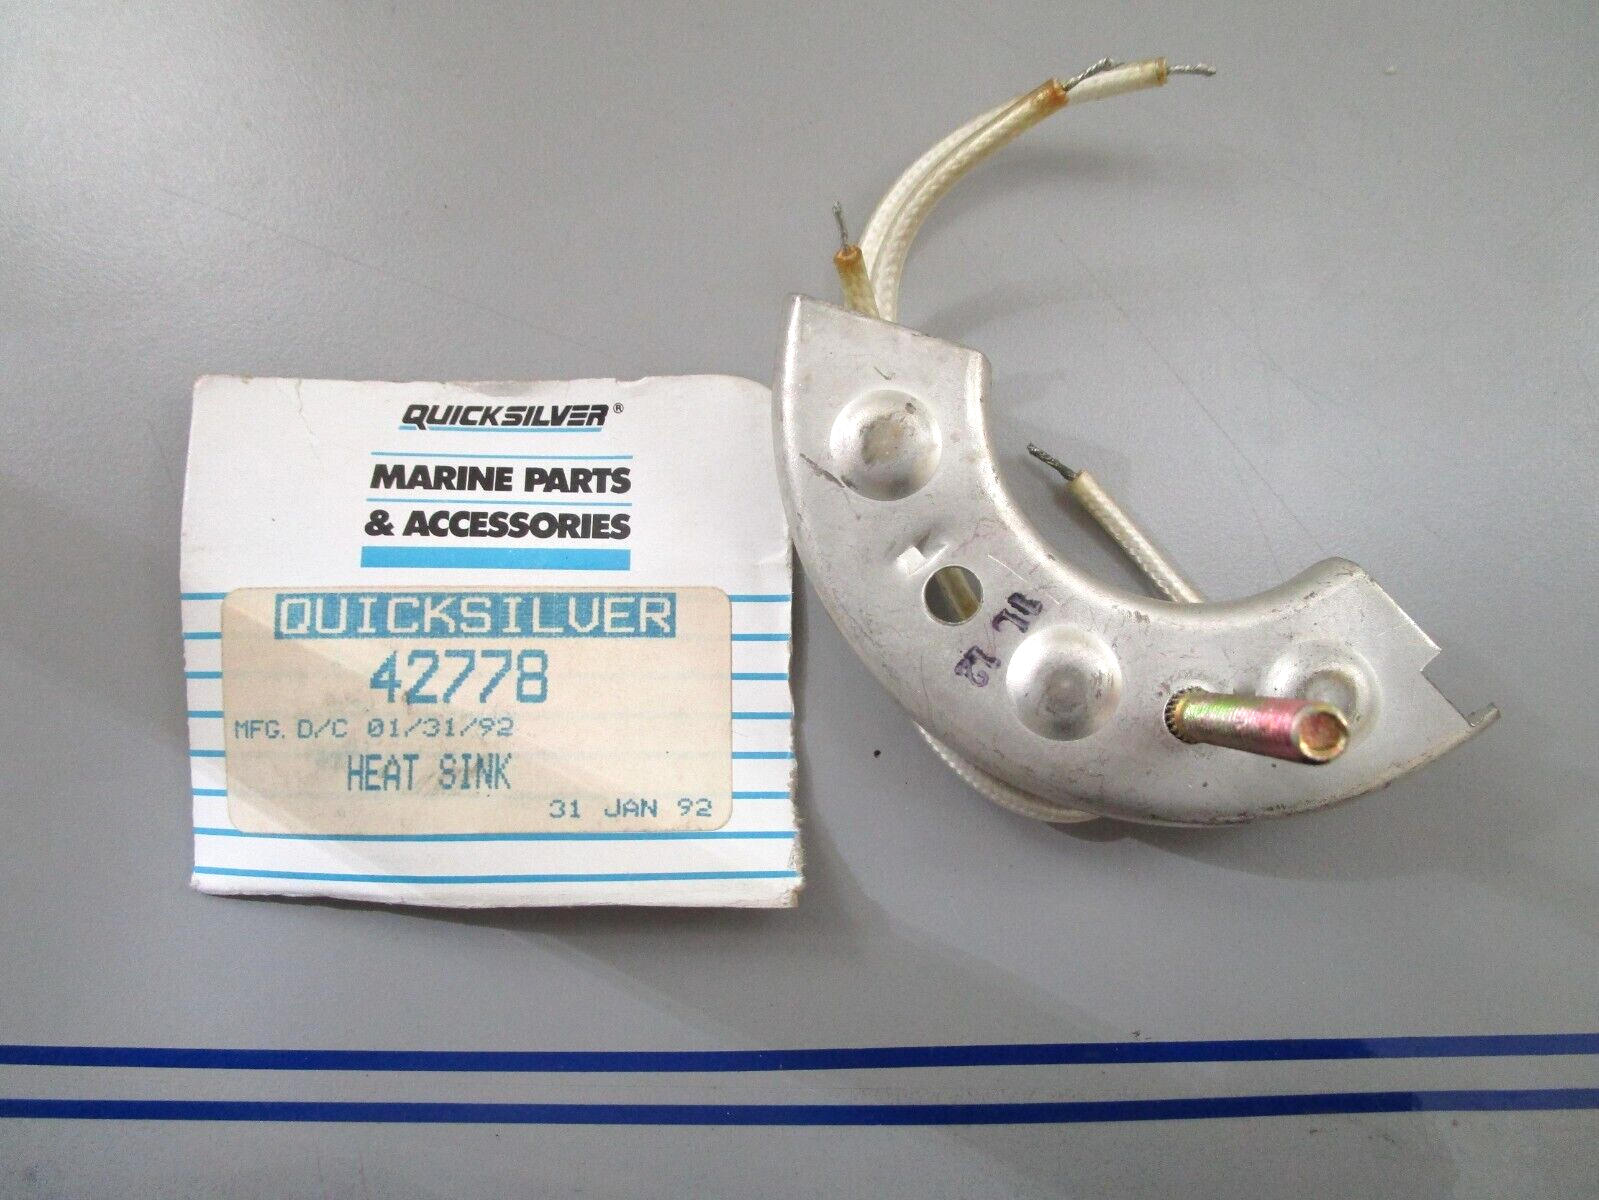 QUICKSILVER®
MARINE PARTS
& ACCESSORIES
QUICKSILVER
42778
MFG. D/C 01/31/92
HEAT SINK
31 JAN 92